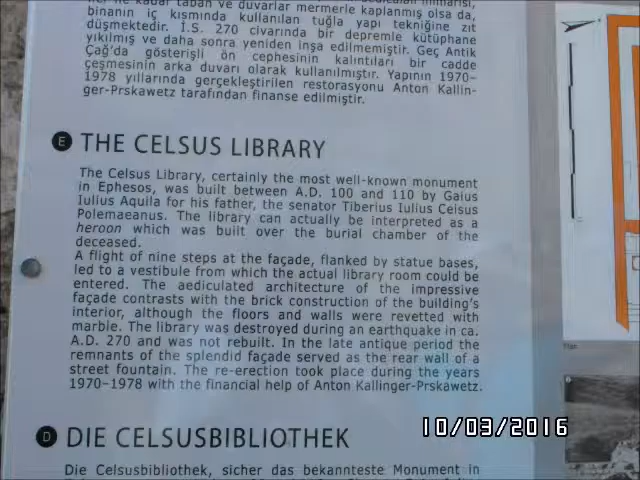 ne kadar taban ve duvarlar mermerle kaplanmış olsa da,
binanın iç kısmında kullanılan tuğla yapı tekniğine zıt
düşmektedir. İ.S. 270 civarında bir depremle kütüphane
yıkılmış ve daha sonra yeniden inşa edilmemiştir. Geç Antik
Çağ'da gösterişli ön cephesinin kalıntıları bir cadde
çeşmesinin arka duvarı olarak kullanılmıştır. Yapının 1970–
1978 yıllarında gerçekleştirilen restorasyonu Anton Kallin-
ger-Prskawetz tarafından finanse edilmiştir.
E THE CELSUS LIBRARY
The Celsus Library, certainly the most well-known monument
in Ephesos, was built between A.D. 100 and 110 by Gaius
Iulius Aquila for his father, the senator Tiberius Iulius Celsus
Polemaeanus. The library can actually be interpreted as a
heroon which was built over the burial chamber of the
deceased.
A flight of nine steps at the façade, flanked by statue bases,
led to a vestibule from which the actual library room could be
entered. The aediculated architecture of the impressive
façade contrasts with the brick construction of the building's
interior, although the floors and walls were revetted with
marble. The library was destroyed during an earthquake in ca.
A.D. 270 and was not rebuilt. In the late antique period the
remnants of the splendid façade served as the rear wall of a
street fountain. The re-erection took place during the years
1970–1978 with the financial help of Anton Kallinger-Prskawetz.
D DIE CELSUSBIBLIOTHEK
Die Celsusbibliothek, sicher das bekannteste Monument in
Plan
10/03/2016